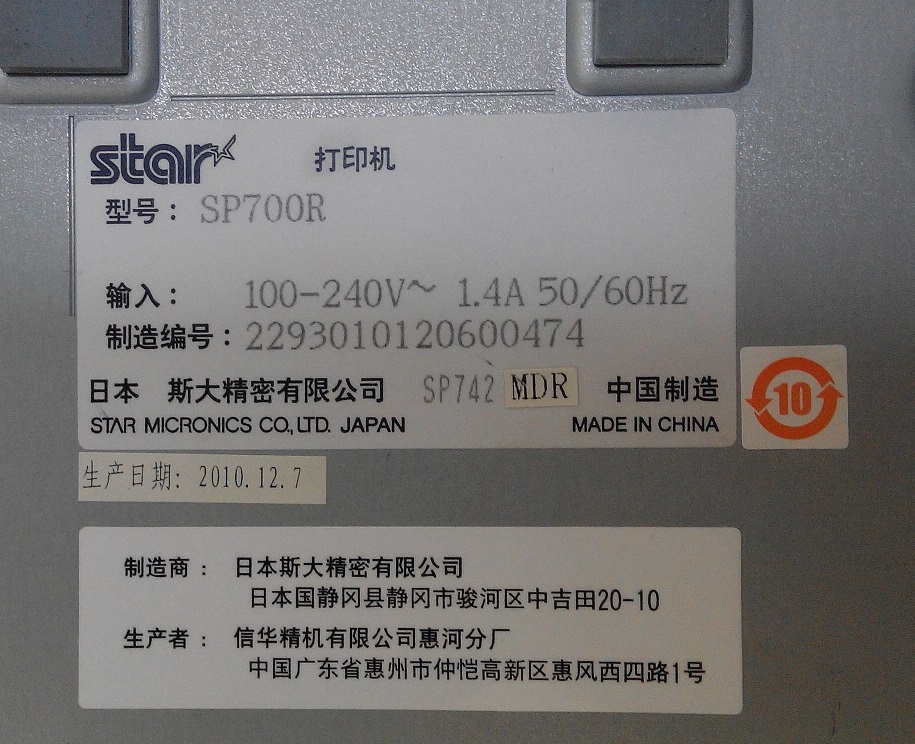 star 打印机
型号： SP700R
输入： 100-240V～ 1.4A 50/60Hz
制造编号：2293010120600474
日本 斯大精密有限公司 SP742 MDR 中国制造
STAR MICRONICS CO.,LTD. JAPAN MADE IN CHINA
10
生产日期: 2010.12.7
制造商： 日本斯大精密有限公司
日本国静冈县静冈市骏河区中吉田20-10
生产者： 信华精机有限公司惠河分厂
中国广东省惠州市仲恺高新区惠风西四路1号